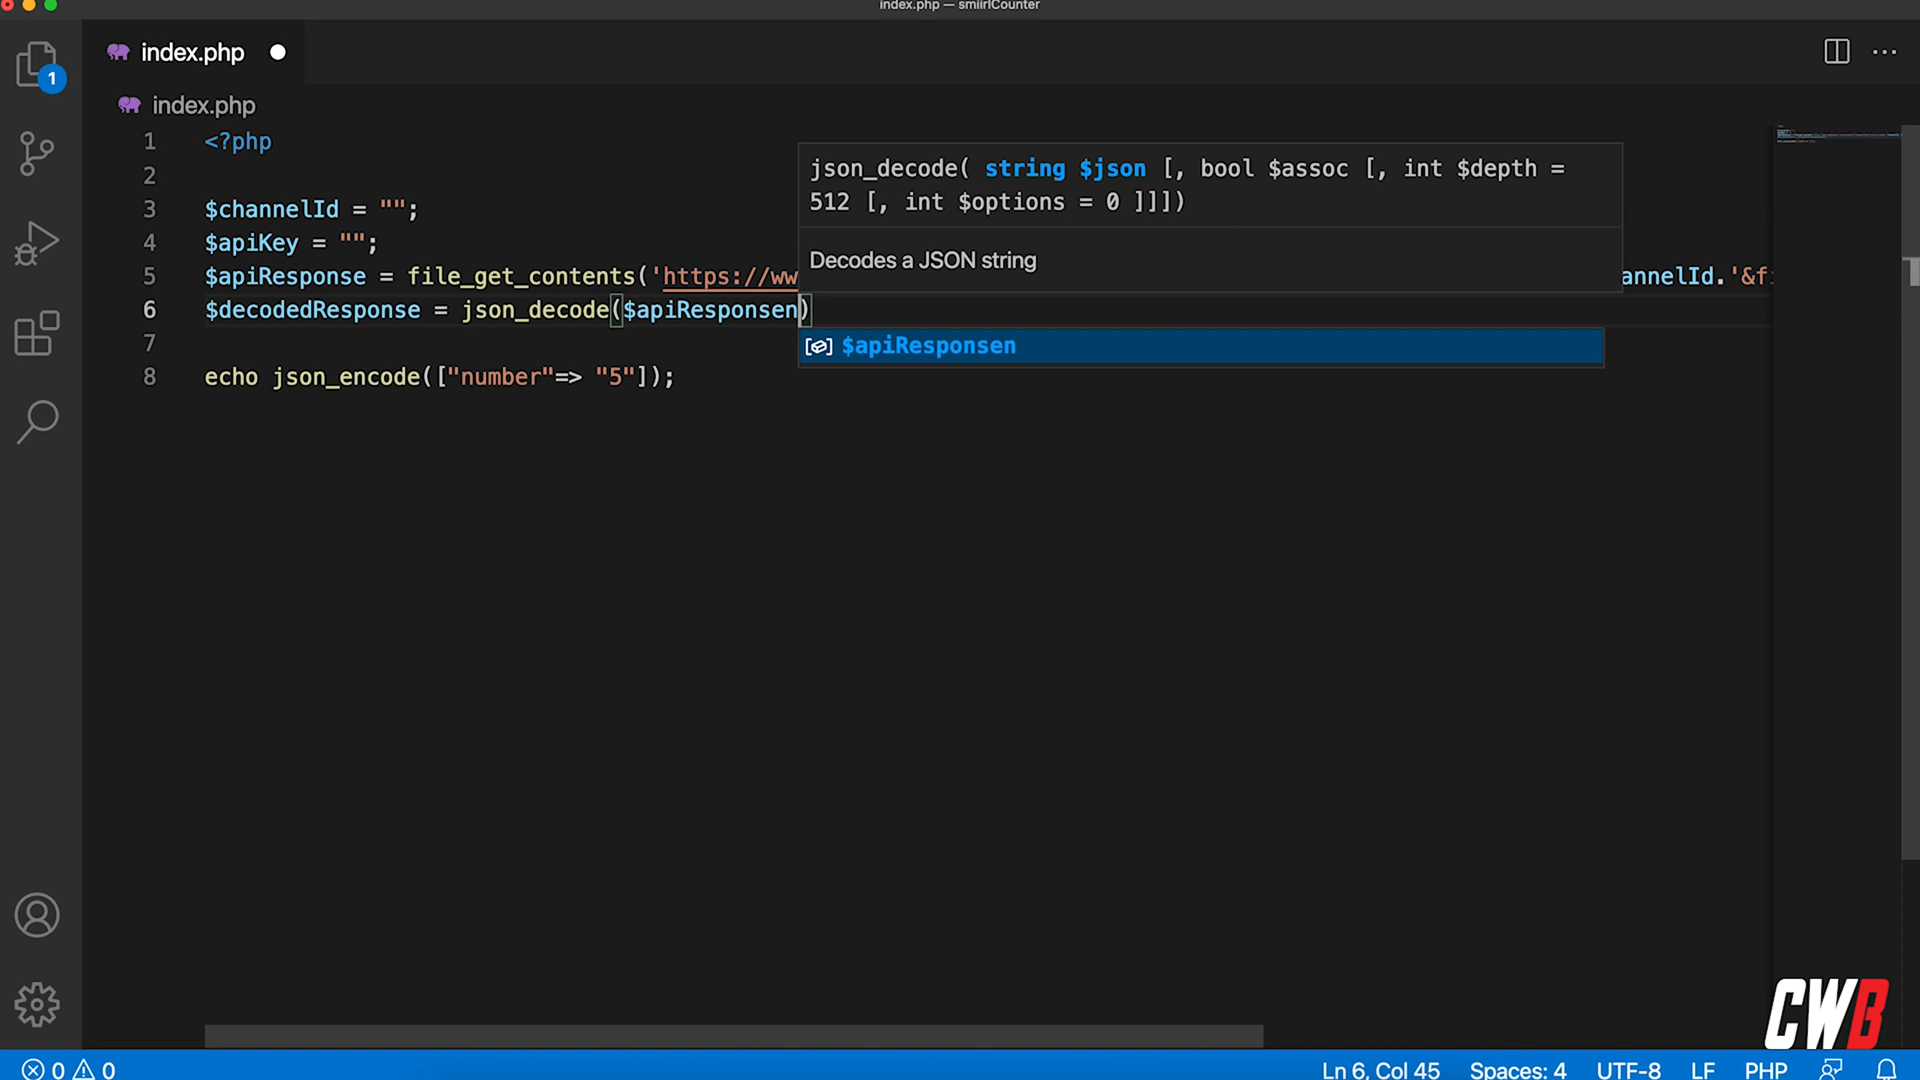 index.php — smiirlCounter
index.php
1
index.php
1 <?php
2
3 $channelId = "";
4 $apiKey = "";
5 $apiResponse = file_get_contents('https://ww annelId.'&f
6 $decodedResponse = json_decode($apiResponsen)
7
8 echo json_encode(["number"=> "5"]);
json_decode( string $json [, bool $assoc [, int $depth =
512 [, int $options = 0 ]]])
Decodes a JSON string
$apiResponsen
CWB
0 0 Ln 6, Col 45 Spaces: 4 UTF-8 LF PHP